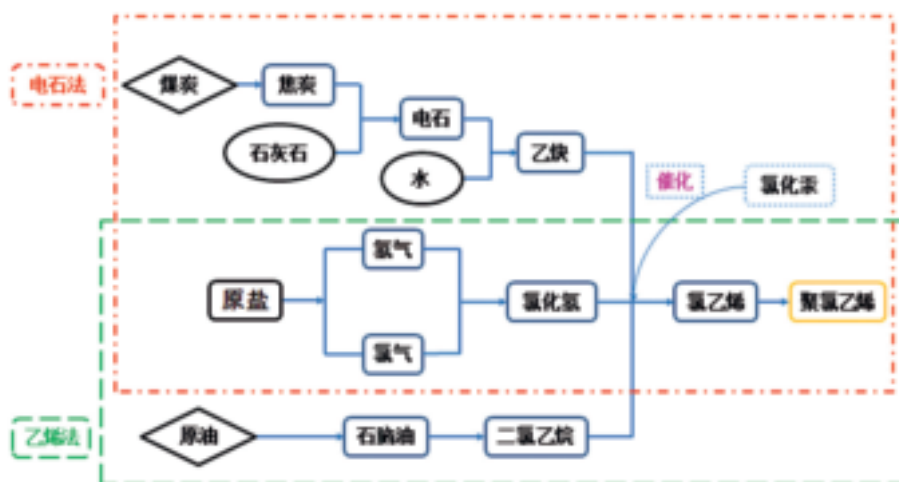 电石法
煤炭
焦炭
石灰石
电石
水
乙炔
催化
氯化汞
原盐
氢气
氯气
氯化氢
氯乙烯
聚氯乙烯
乙烯法
原油
石脑油
二氯乙烷